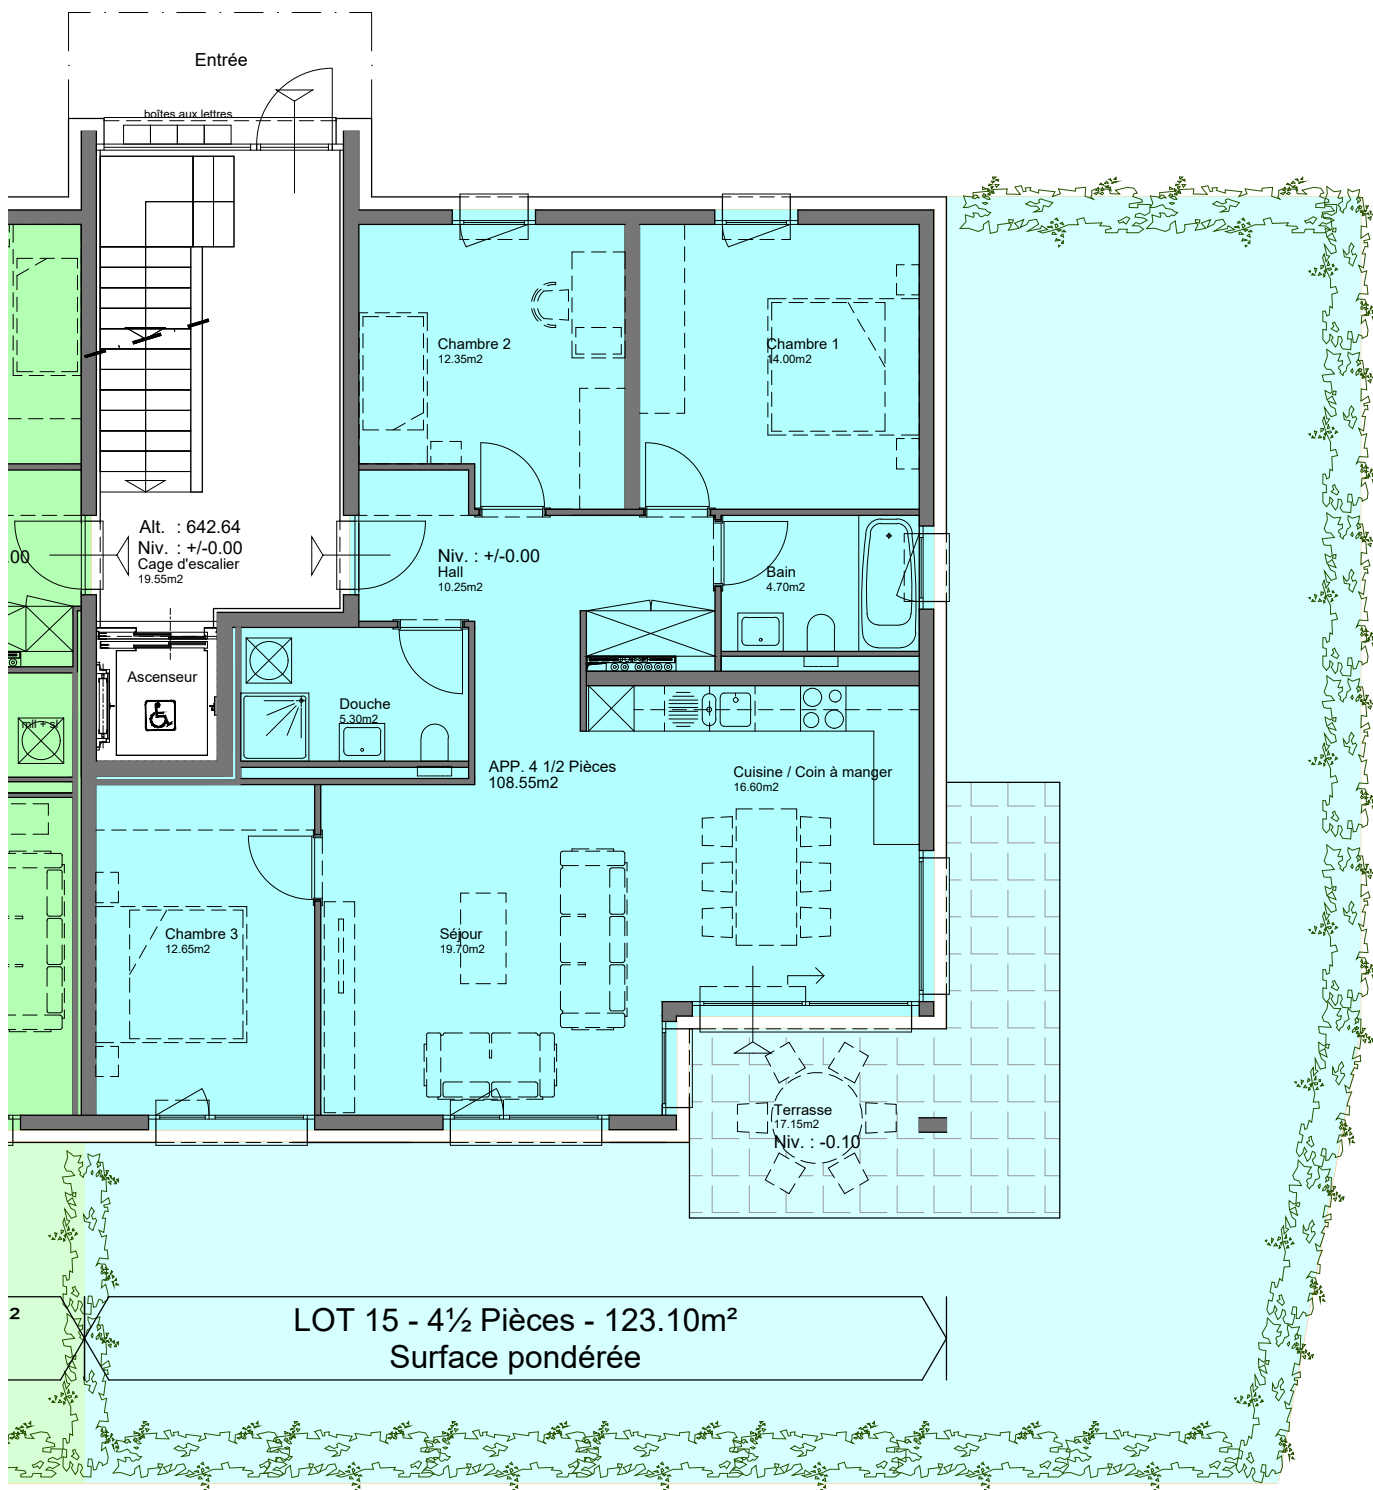 Entrée
boîtes aux lettres
Chambre 2
12.35m2
Chambre 1
14.00m2
Alt. : 642.64
Niv. : +/-0.00
Cage d'escalier
19.55m2
.00
Niv. : +/-0.00
Hall
10.25m2
Bain
4.70m2
Ascenseur
Douche
5.30m2
APP. 4 1/2 Pièces
108.55m2
Cuisine / Coin à manger
16.60m2
Chambre 3
12.65m2
Séjour
19.70m2
Terrasse
17.15m2
Niv. : -0.10
²
LOT 15 - 4½ Pièces - 123.10m²
Surface pondérée